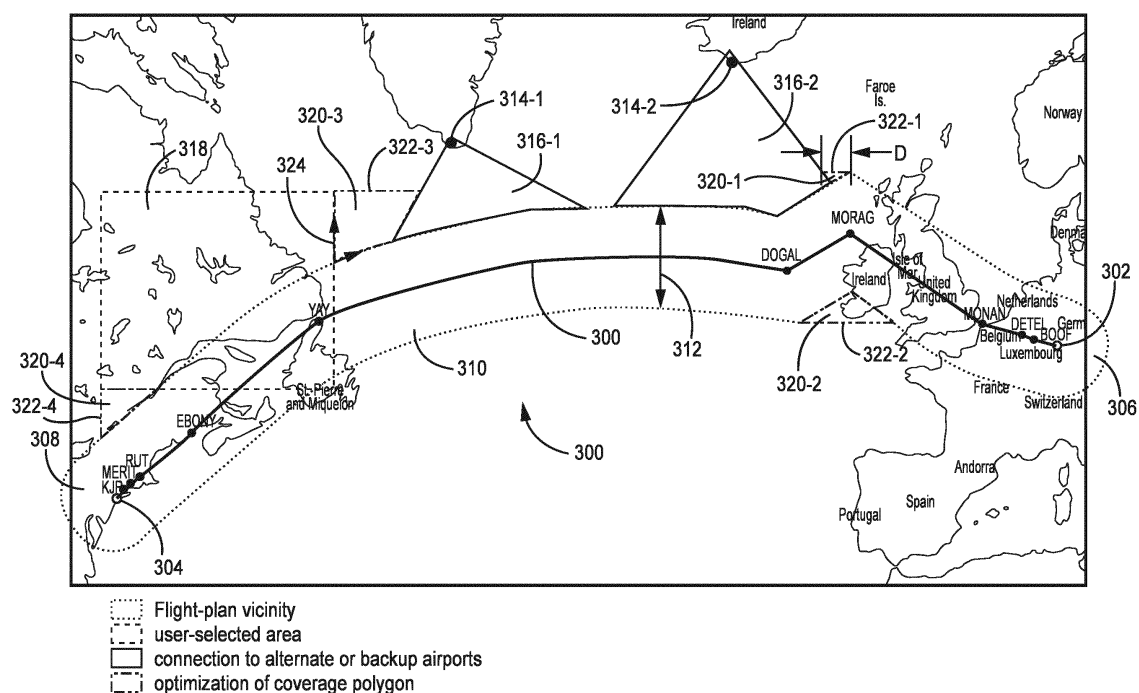 Ireland
314-1
314-2
316-2
Faroe
Is.
Norway
320-3
322-1
318
322-3
316-1
324
D
320-1
MORAG
Denma
DOGAL
Isle of
Mar
302
Ireland
United
Kingdom
Netherlands
YAY
MONAN
DETEL
Germ
300
312
Belgium
BOOF
Luxembourg
310
320-4
322-2
322-4
St-Pierre
and Miquelon
320-2
France
306
Switzerland
EBONY
308
300
RUT
MERIT
KJR
Andorra
Spain
Portugal
304
Flight-plan vicinity
user-selected area
connection to alternate or backup airports
optimization of coverage polygon